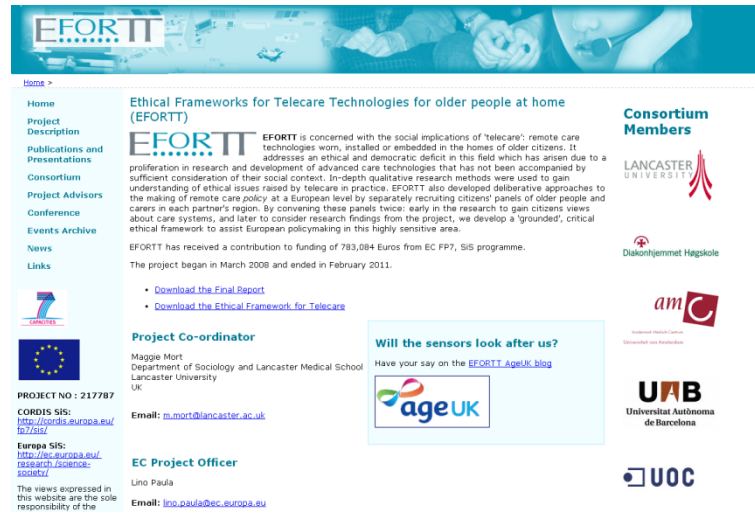 EFORTT
Home >
Home
Project
Description
Publications and
Presentations
Consortium
Project Advisors
Conference
Events Archive
News
Links
7
CAPACITIES
PROJECT NO : 217787
CORDIS SiS:
http://cordis.europa.eu/
fp7/sis/
Europa SiS:
http://ec.europa.eu/
research /science-
society/
The views expressed in
this website are the sole
responsibility of the
Ethical Frameworks for Telecare Technologies for older people at home
(EFORTT)
EFORTT
EFORTT is concerned with the social implications of 'telecare': remote care
technologies worn, installed or embedded in the homes of older citizens. It
addresses an ethical and democratic deficit in this field which has arisen due to a
proliferation in research and development of advanced care technologies that has not been accompanied by
sufficient consideration of their social context. In-depth qualitative research methods were used to gain
understanding of ethical issues raised by telecare in practice. EFORTT also developed deliberative approaches to
the making of remote care policy at a European level by separately recruiting citizens' panels of older people and
carers in each partner's region. By convening these panels twice: early in the research to gain citizens views
about care systems, and later to consider research findings from the project, we develop a 'grounded', critical
ethical framework to assist European policymaking in this highly sensitive area.
EFORTT has received a contribution to funding of 783,084 Euros from EC FP7, SiS programme.
The project began in March 2008 and ended in February 2011.
• Download the Final Report
• Download the Ethical Framework for Telecare
Project Co-ordinator
Maggie Mort
Department of Sociology and Lancaster Medical School
Lancaster University
UK
Email: m.mort@lancaster.ac.uk
Will the sensors look after us?
Have your say on the EFORTT AgeUK blog
ageUK
EC Project Officer
Lino Paula
Email: lino.paula@ec.europa.eu
Consortium
Members
LANCASTER
UNIVERSITY
Diakonhjemmet Høgskole
amC
Academisch Medisch Centrum
Universiteit van Amsterdam
UAB
Universitat Autònoma
de Barcelona
UOC